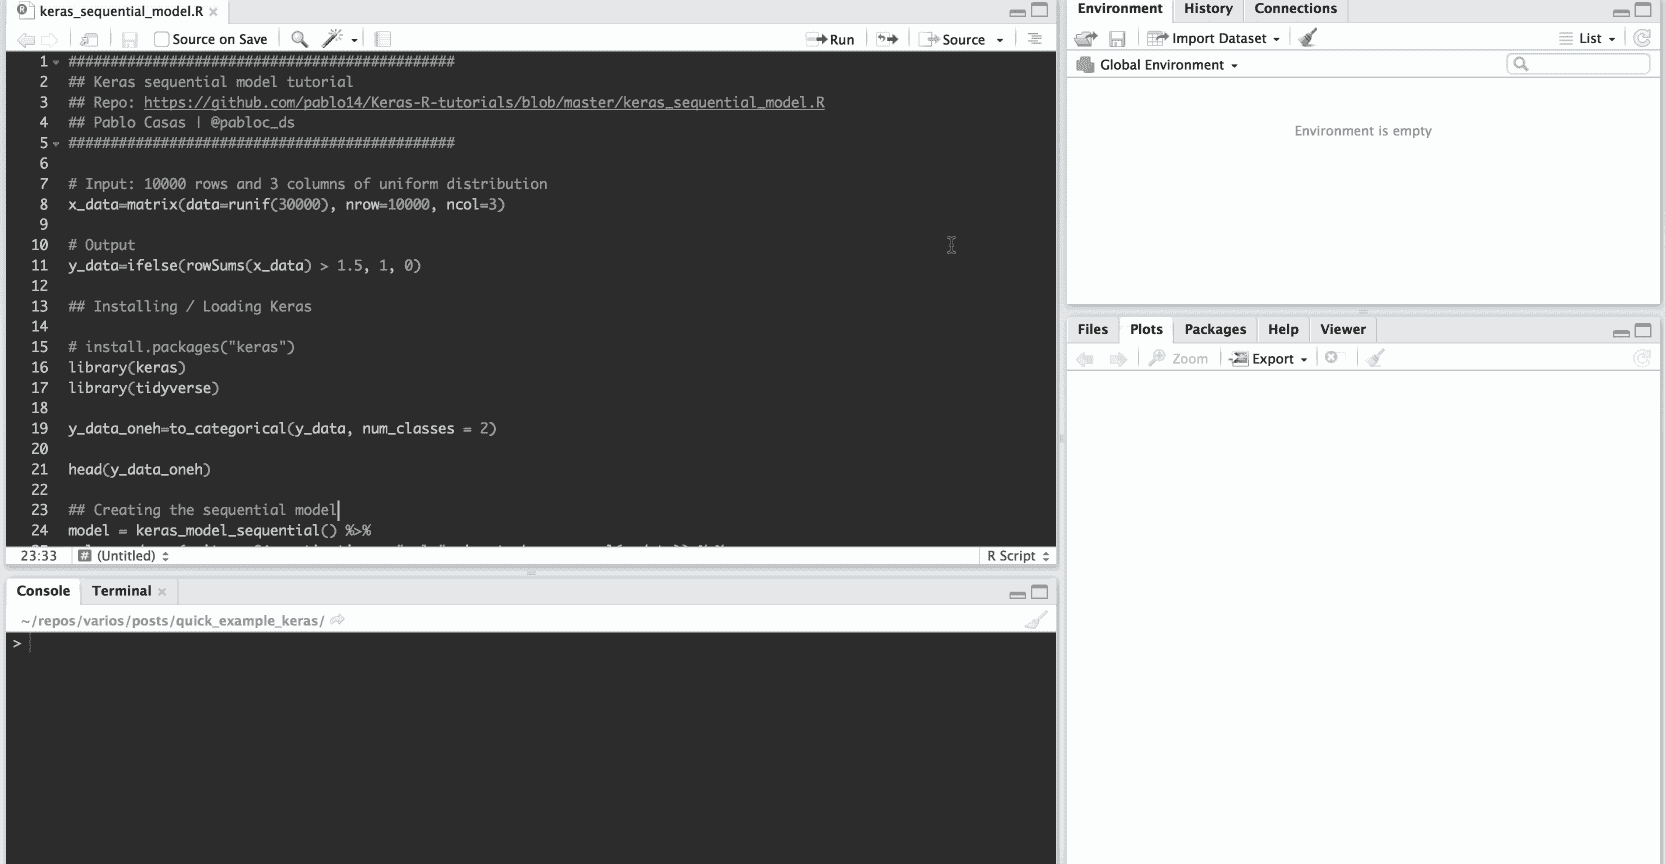 keras_sequential_model.R
Source on Save
Run
Source
1 ##############################################
2 ## Keras sequential model tutorial
3 ## Repo: https://github.com/pablo14/Keras-R-tutorials/blob/master/keras_sequential_model.R
4 ## Pablo Casas | @pabloc_ds
5 ##############################################
6
7 # Input: 10000 rows and 3 columns of uniform distribution
8 x_data=matrix(data=runif(30000), nrow=10000, ncol=3)
9
10 # Output
11 y_data=ifelse(rowSums(x_data) > 1.5, 1, 0)
12
13 ## Installing / Loading Keras
14
15 # install.packages("keras")
16 library(keras)
17 library(tidyverse)
18
19 y_data_oneh=to_categorical(y_data, num_classes = 2)
20
21 head(y_data_oneh)
22
23 ## Creating the sequential model
24 model = keras_model_sequential() %>%
23:33 # (Untitled) R Script
Console Terminal
~/repos/varios/posts/quick_example_keras/
>
Environment History Connections
Import Dataset List
Global Environment
Environment is empty
Files Plots Packages Help Viewer
Zoom Export